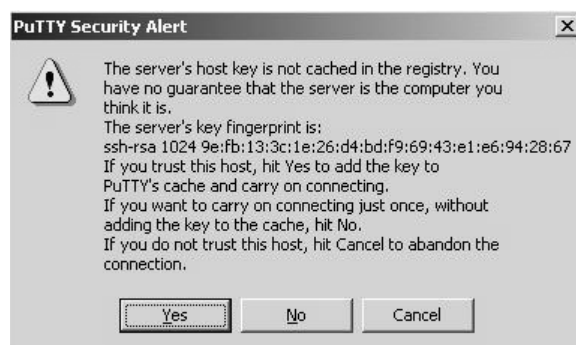 PuTTY Security Alert
The server's host key is not cached in the registry. You
have no guarantee that the server is the computer you
think it is.
The server's key fingerprint is:
ssh-rsa 1024 9e:fb:13:3c:1e:26:d4:bd:f9:69:43:e1:e6:94:28:67
If you trust this host, hit Yes to add the key to
PuTTY's cache and carry on connecting.
If you want to carry on connecting just once, without
adding the key to the cache, hit No.
If you do not trust this host, hit Cancel to abandon the
connection.
Yes No Cancel